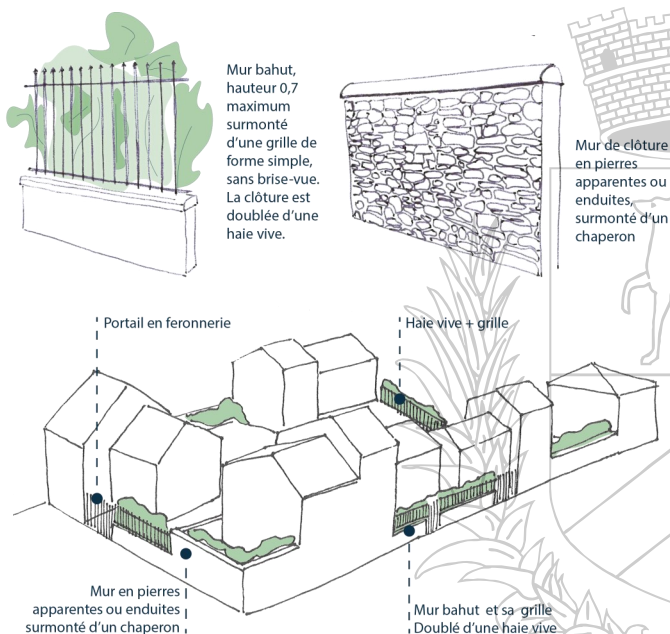 Mur bahut,
hauteur 0,7
maximum
surmonté
d'une grille de
forme simple,
sans brise-vue.
La clôture est
doublée d'une
haie vive.
Mur de clôture
en pierres
apparentes ou
enduites,
surmonté d'un
chaperon
Portail en feronnerie
Haie vive + grille
Mur en pierres
apparentes ou enduites
surmonté d'un chaperon
Mur bahut et sa grille
Doublé d'une haie vive